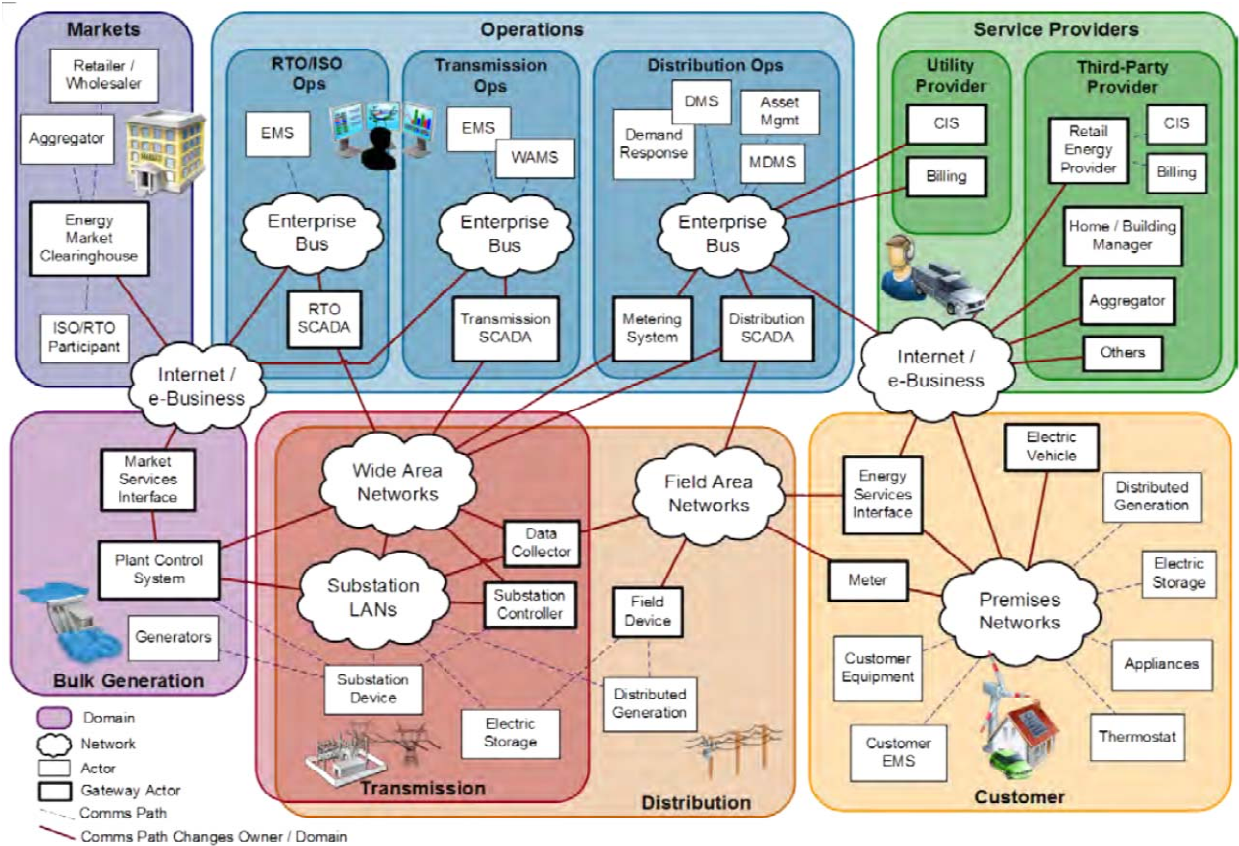 Markets
Retailer /
Wholesaler
Aggregator
Energy
Market
Clearinghouse
ISO/RTO
Participant
Operations
RTO/ISO
Ops
EMS
Enterprise
Bus
RTO
SCADA
Transmission
Ops
EMS
WAMS
Enterprise
Bus
Transmission
SCADA
Distribution Ops
DMS
Asset
Mgmt
Demand
Response
MDMS
Enterprise
Bus
Metering
System
Distribution
SCADA
Service Providers
Utility
Provider
CIS
Billing
Third-Party
Provider
Retail
Energy
Provider
CIS
Billing
Home / Building
Manager
Aggregator
Others
Internet /
e-Business
Internet /
e-Business
Market
Services
Interface
Plant Control
System
Generators
Bulk Generation
Wide Area
Networks
Substation
LANs
Data
Collector
Substation
Controller
Substation
Device
Electric
Storage
Transmission
Field Area
Networks
Field
Device
Distributed
Generation
Distribution
Energy
Services
Interface
Meter
Electric
Vehicle
Distributed
Generation
Electric
Storage
Premises
Networks
Customer
Equipment
Appliances
Customer
EMS
Thermostat
Customer
Domain
Network
Actor
Gateway Actor
Comms Path
Comms Path Changes Owner / Domain